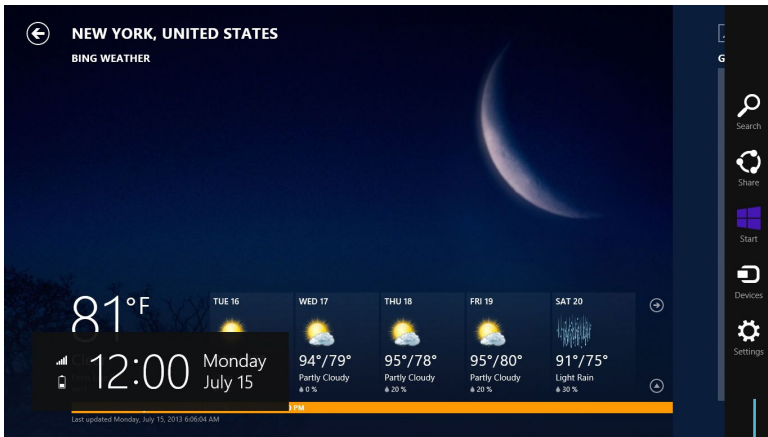 NEW YORK, UNITED STATES
BING WEATHER
G
Search
Share
Start
Devices
Settings
81°F
TUE 16
WED 17
94°/79°
Partly Cloudy
0 %
THU 18
95°/78°
Partly Cloudy
20 %
FRI 19
95°/80°
Partly Cloudy
20 %
SAT 20
91°/75°
Light Rain
30 %
12:00
Monday
July 15
PM
Last updated Monday, July 15, 2013 6:06:04 AM